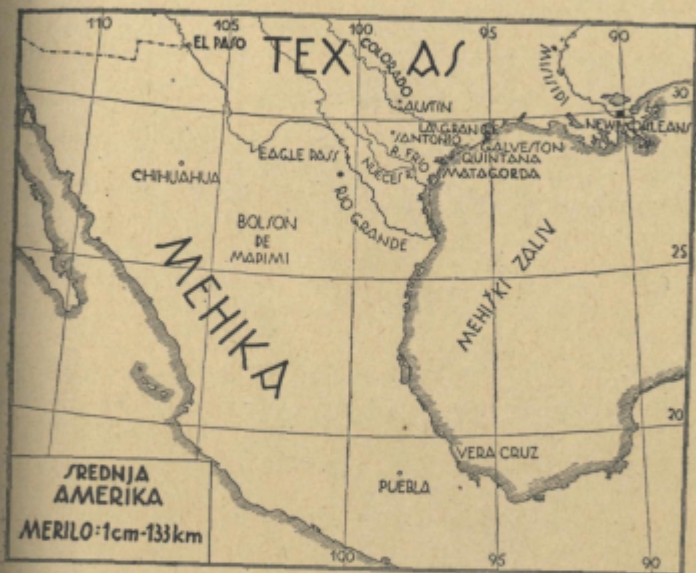 110
105
100
95
90
EL PASO
TEXAS
COLORADO
MISISIPI
AUSTIN
30
LA GRANGE
NEW ORLEANS
S ANTONIO
GALVESTON
EAGLE PASS
R. FRIO
QUINTANA
NUECES R.
MATAGORDA
CHIHUAHUA
RIO GRANDE
BOLSON
DE
MAPIMI
MEHIŠKI ZALIV
25
MEHIKA
20
VERA CRUZ
PUEBLA
SREDNJA
AMERIKA
MERILO: 1cm-133km
100
95
90